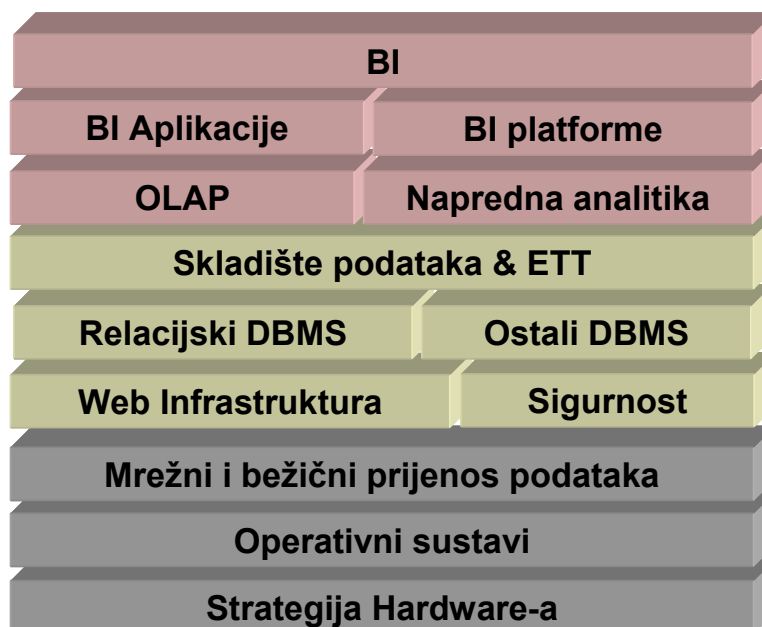 BI
BI Aplikacije
BI platforme
OLAP
Napredna analitika
Skladište podataka & ETT
Relacijski DBMS
Ostali DBMS
Web Infrastruktura
Sigurnost
Mrežni i bežični prijenos podataka
Operativni sustavi
Strategija Hardware-a